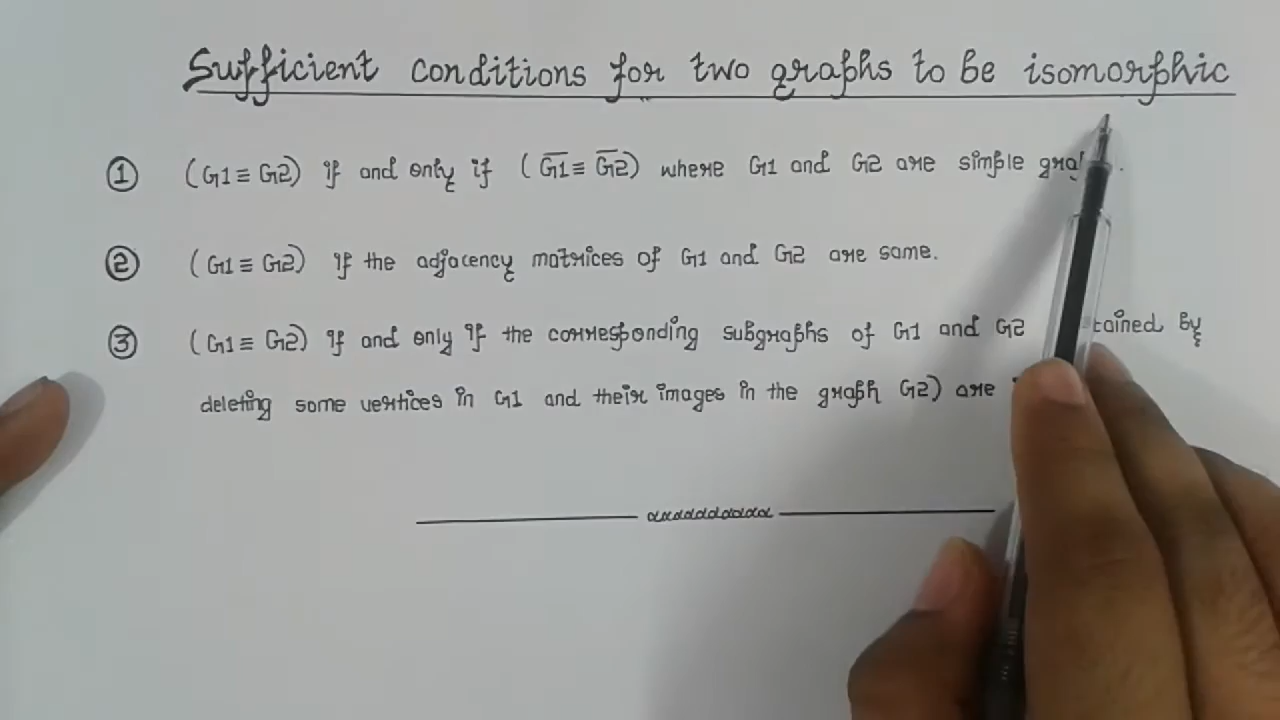 Sufficient conditions for two graphs to be isomorphic
① (G1 ≡ G2) if and only if ( G̅1̅ ≡ G̅2̅ ) where G1 and G2 are simple
② (G1 ≡ G2) if the adjacency matrices of G1 and G2 are same.
③ (G1 ≡ G2) if and only if the corresponding subgraphs of G1 and G2 by
deleting some vertices in G1 and their images in the graph G2) are